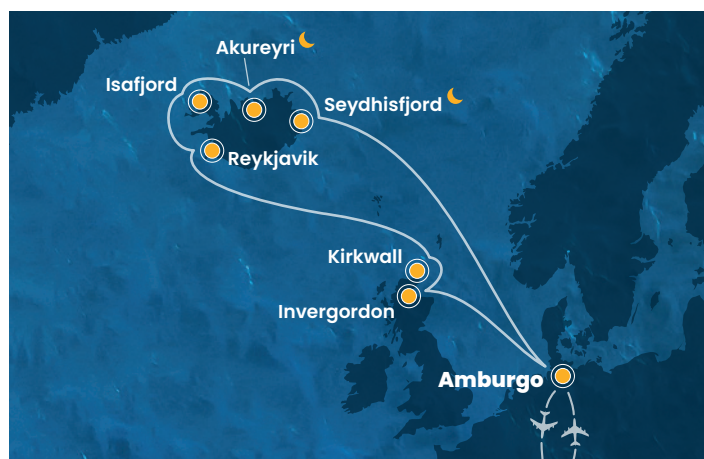 Akureyri
Isafjord
Seydhisfjord
Reykjavik
Kirkwall
Invergordon
Amburgo